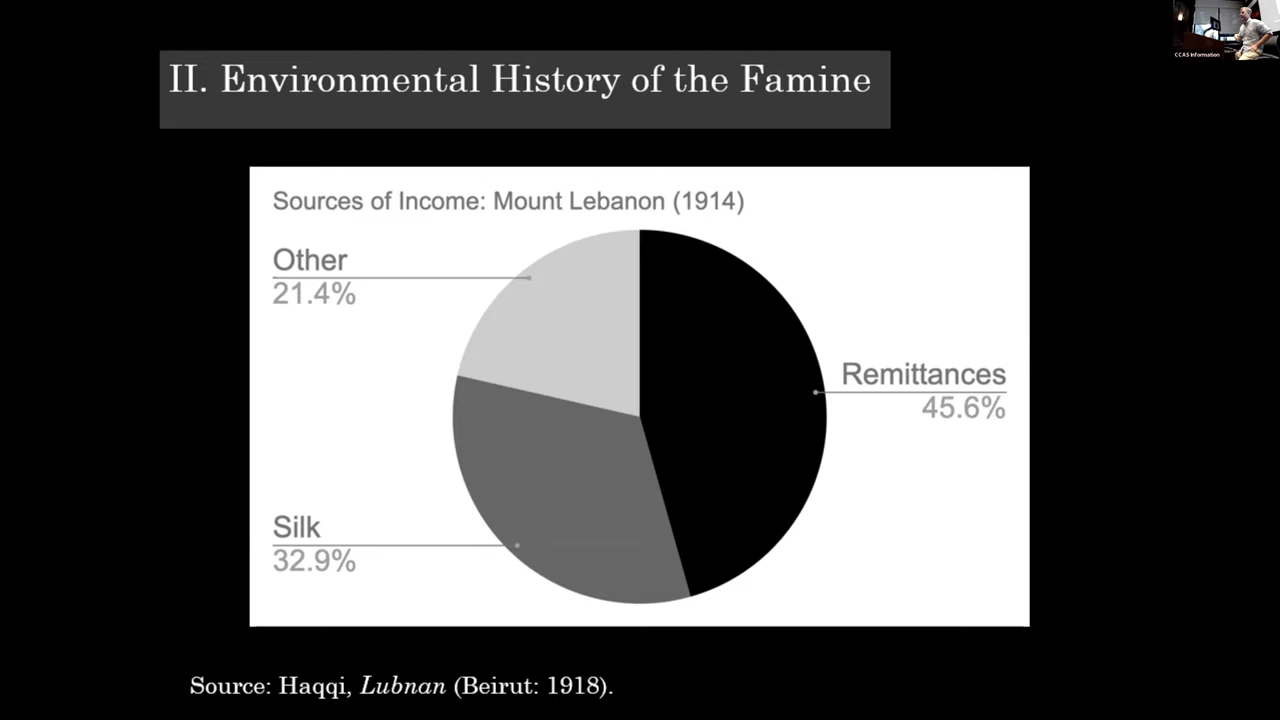 II. Environmental History of the Famine
CCAS Information
Sources of Income: Mount Lebanon (1914)
Other
21.4%
Remittances
45.6%
Silk
32.9%
Source: Haqqi, Lubnan (Beirut: 1918).